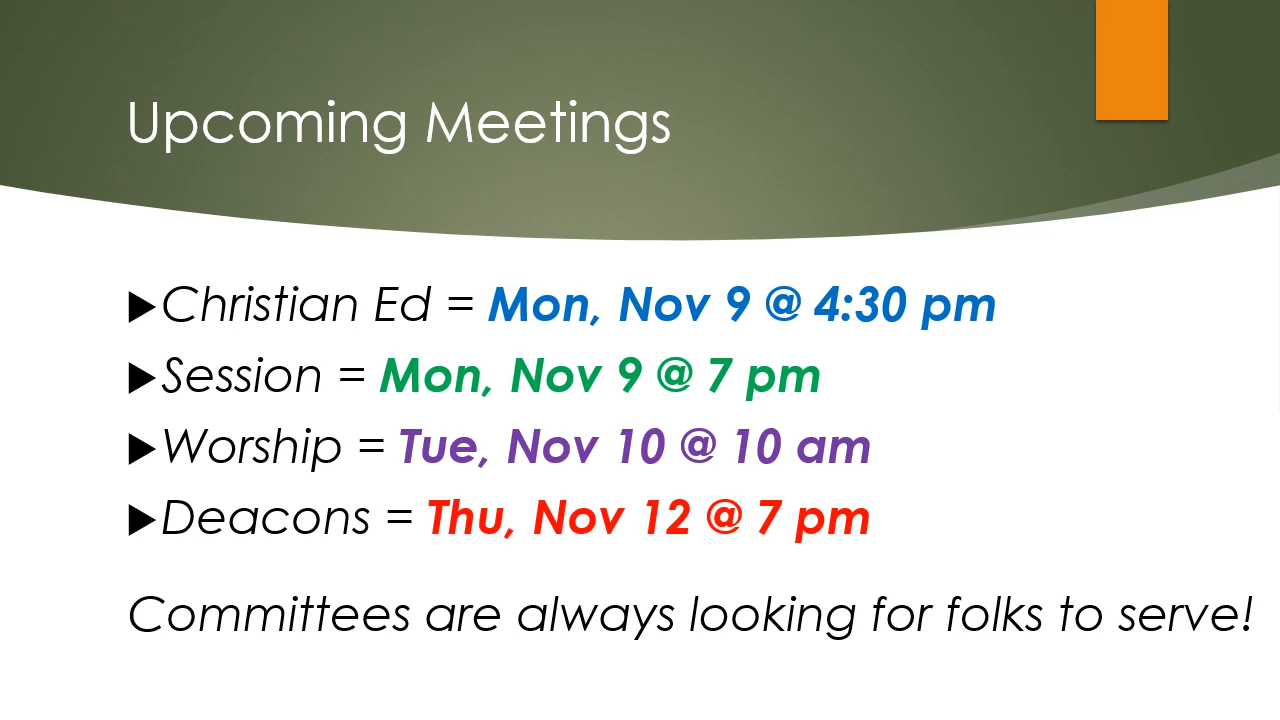 Upcoming Meetings
▶Christian Ed = Mon, Nov 9 @ 4:30 pm
▶Session = Mon, Nov 9 @ 7 pm
▶Worship = Tue, Nov 10 @ 10 am
▶Deacons = Thu, Nov 12 @ 7 pm
Committees are always looking for folks to serve!